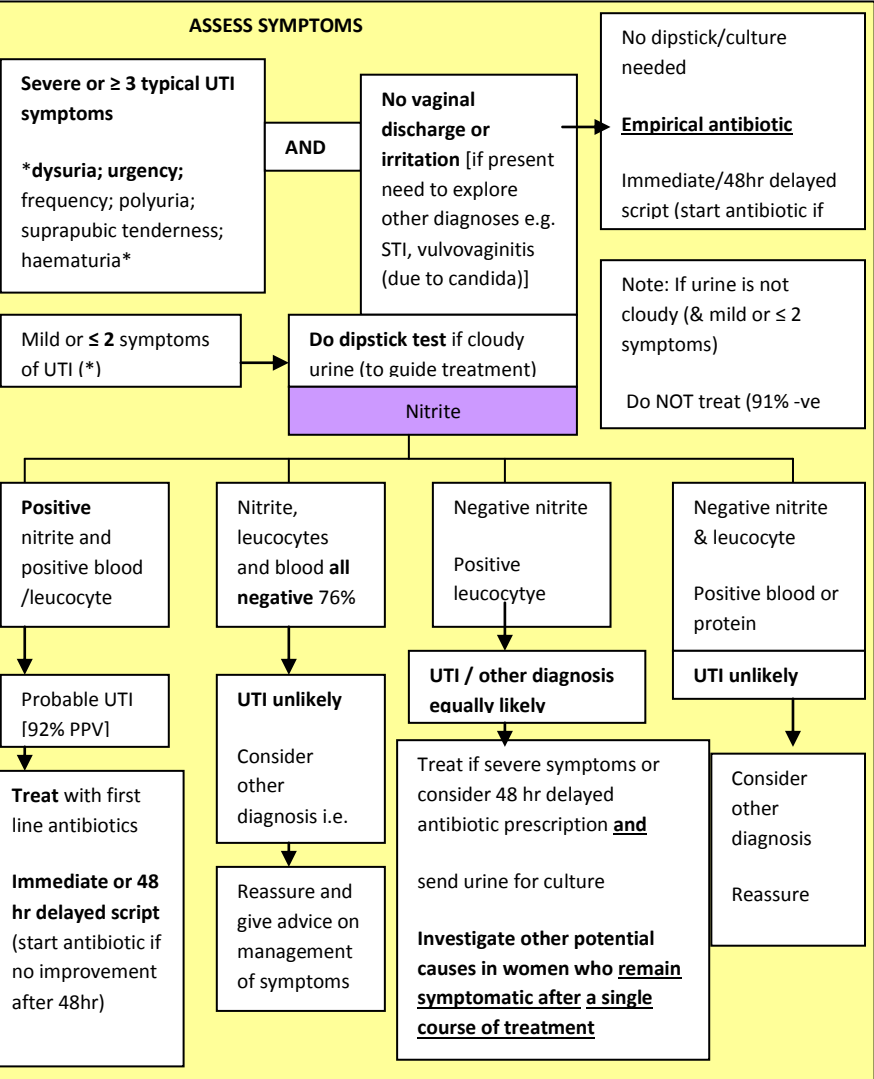 ASSESS SYMPTOMS
Severe or ≥ 3 typical UTI
symptoms
*dysuria; urgency;
frequency; polyuria;
suprapubic tenderness;
haematuria*
AND
No vaginal
discharge or
irritation [if present
need to explore
other diagnoses e.g.
STI, vulvovaginitis
(due to candida)]
No dipstick/culture
needed
Empirical antibiotic
Immediate/48hr delayed
script (start antibiotic if
Note: If urine is not
cloudy (& mild or ≤ 2
symptoms)
Do NOT treat (91% -ve
Mild or ≤ 2 symptoms
of UTI (*)
Do dipstick test if cloudy
urine (to guide treatment)
Nitrite
Positive
nitrite and
positive blood
/leucocyte
Probable UTI
[92% PPV]
Treat with first
line antibiotics
Immediate or 48
hr delayed script
(start antibiotic if
no improvement
after 48hr)
Nitrite,
leucocytes
and blood all
negative 76%
UTI unlikely
Consider
other
diagnosis i.e.
Reassure and
give advice on
management
of symptoms
Negative nitrite
Positive
leucocytye
UTI / other diagnosis
equally likely
Treat if severe symptoms or
consider 48 hr delayed
antibiotic prescription and
send urine for culture
Investigate other potential
causes in women who remain
symptomatic after a single
course of treatment
Negative nitrite
& leucocyte
Positive blood or
protein
UTI unlikely
Consider
other
diagnosis
Reassure